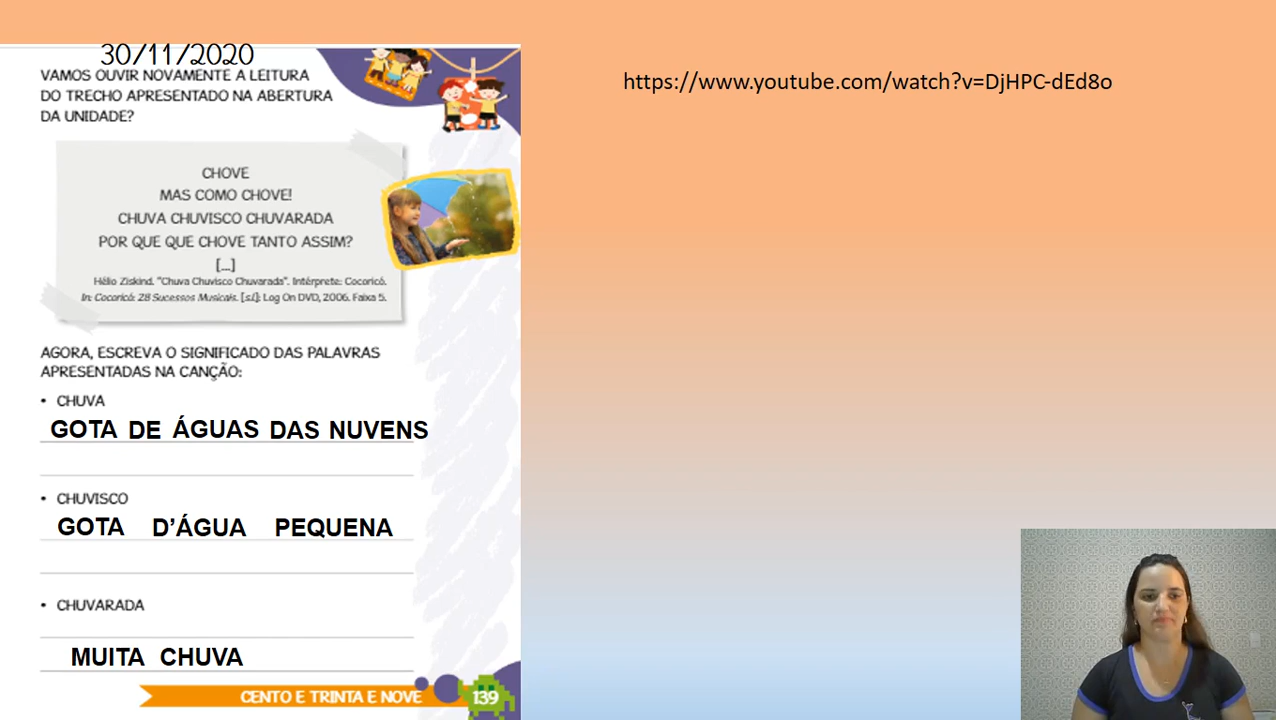 30/11/2020
VAMOS OUVIR NOVAMENTE A LEITURA
DO TRECHO APRESENTADO NA ABERTURA
DA UNIDADE?
CHOVE
MAS COMO CHOVE!
CHUVA CHUVISCO CHUVARADA
POR QUE QUE CHOVE TANTO ASSIM?
[...]
Hélio Ziskind. "Chuva Chuvisco Chuvarada". Intérprete: Cocoricó.
In: Cocoricó: 28 Sucessos Musicais. [s.l.]: Log On DVD, 2006. Faixa 5.
AGORA, ESCREVA O SIGNIFICADO DAS PALAVRAS
APRESENTADAS NA CANÇÃO:
• CHUVA
GOTA DE ÁGUAS DAS NUVENS
• CHUVISCO
GOTA D'ÁGUA PEQUENA
• CHUVARADA
MUITA CHUVA
CENTO E TRINTA E NOVE 139
https://www.youtube.com/watch?v=DjHPC-dEd8o